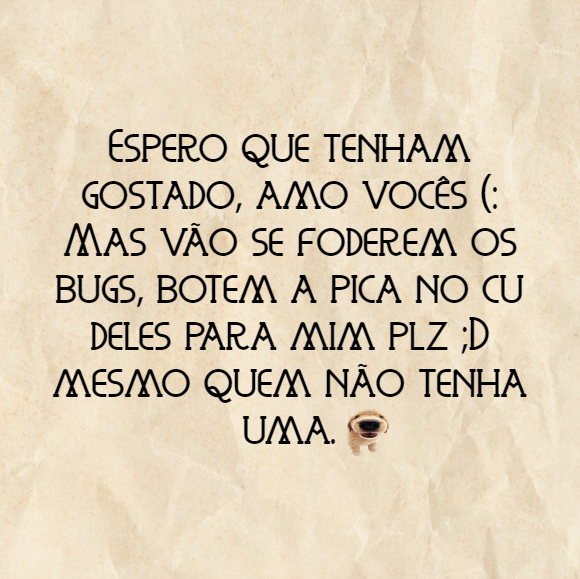 Espero que tenham
gostado, amo vocês (:
Mas vão se foderem os
bugs, botem a pica no cu
deles para mim plz ;D
mesmo quem não tenha
uma.